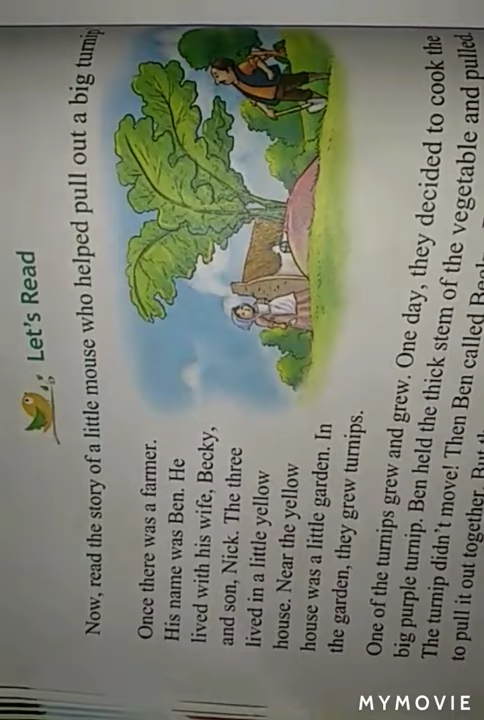 Let's Read
Now, read the story of a little mouse who helped pull out a big turnip
Once there was a farmer.
His name was Ben. He
lived with his wife, Becky,
and son, Nick. The three
lived in a little yellow
house. Near the yellow
house was a little garden. In
the garden, they grew turnips.
One of the turnips grew and grew. One day, they decided to cook the
big purple turnip. Ben held the thick stem of the vegetable and pulled.
The turnip didn't move! Then Ben called
to pull it out together. But
MYMOVIE